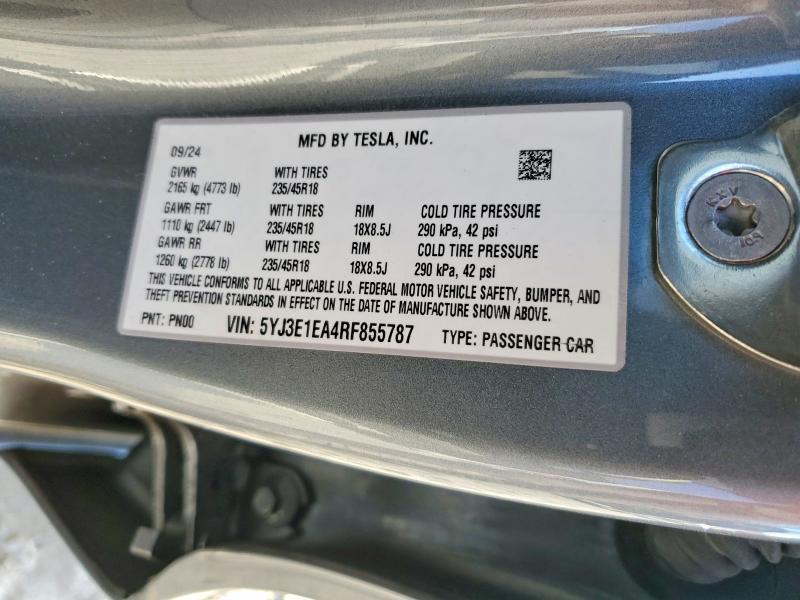 MFD BY TESLA, INC.
09/24
GVWR WITH TIRES
2165 kg (4773 lb) 235/45R18
GAWR FRT WITH TIRES RIM COLD TIRE PRESSURE
1110 kg (2447 lb) 235/45R18 18X8.5J 290 kPa, 42 psi
GAWR RR WITH TIRES RIM COLD TIRE PRESSURE
1260 kg (2778 lb) 235/45R18 18X8.5J 290 kPa, 42 psi
THIS VEHICLE CONFORMS TO ALL APPLICABLE U.S. FEDERAL MOTOR VEHICLE SAFETY, BUMPER, AND
THEFT PREVENTION STANDARDS IN EFFECT ON THE DATE OF MANUFACTURE SHOWN ABOVE.
PNT: PN00 VIN: 5YJ3E1EA4RF855787 TYPE: PASSENGER CAR